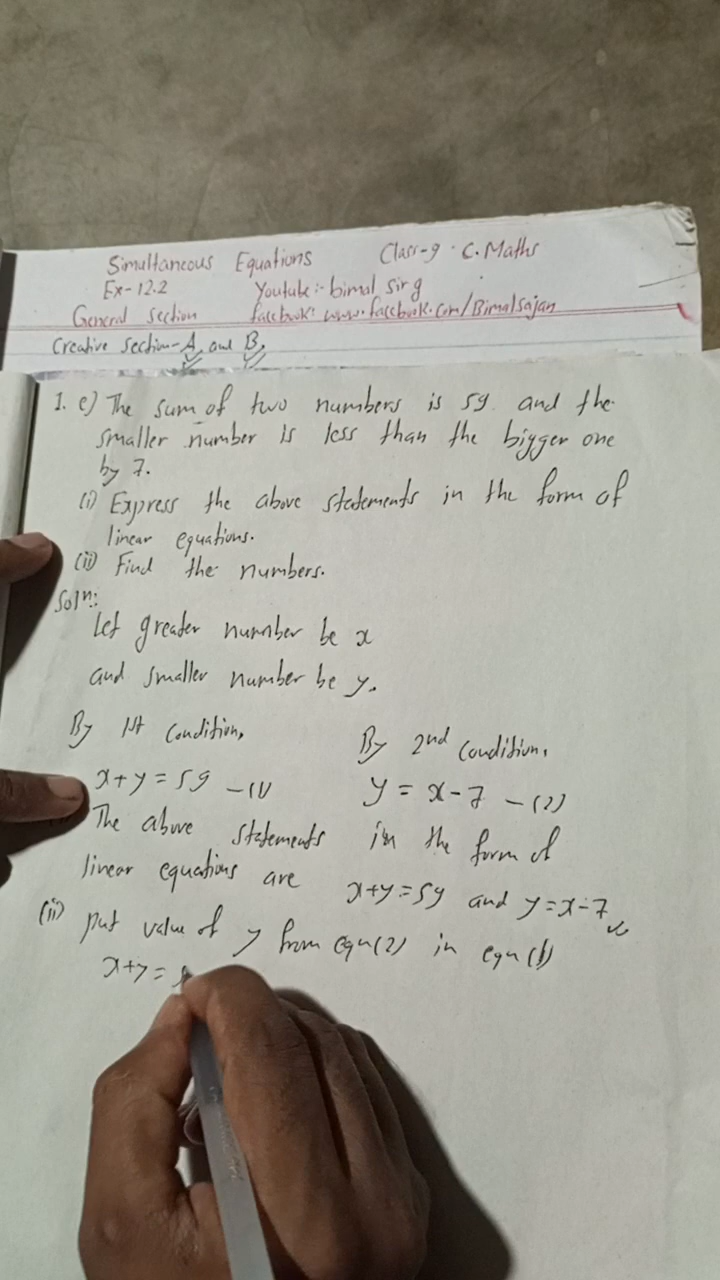 Simultaneous Equations Class-9 . C. Maths
Ex-12.2 Youtube:- bimal sir g
General section facebook: www.facebook.com/Bimalsajan
Creative section-A and B.
1. e) The sum of two numbers is 59 and the
smaller number is less than the bigger one
by 7.
(i) Express the above statements in the form of
linear equations.
(ii) Find the numbers.
Solⁿ:
Let greater number be x
and smaller number be y.
By 1st condition, By 2nd condition,
x+y = 59 -(1) y = x-7 -(2)
The above statements in the form of
linear equations are x+y=59 and y=x-7
(ii) put value of y from eqn(2) in eqn(1)
x+y=